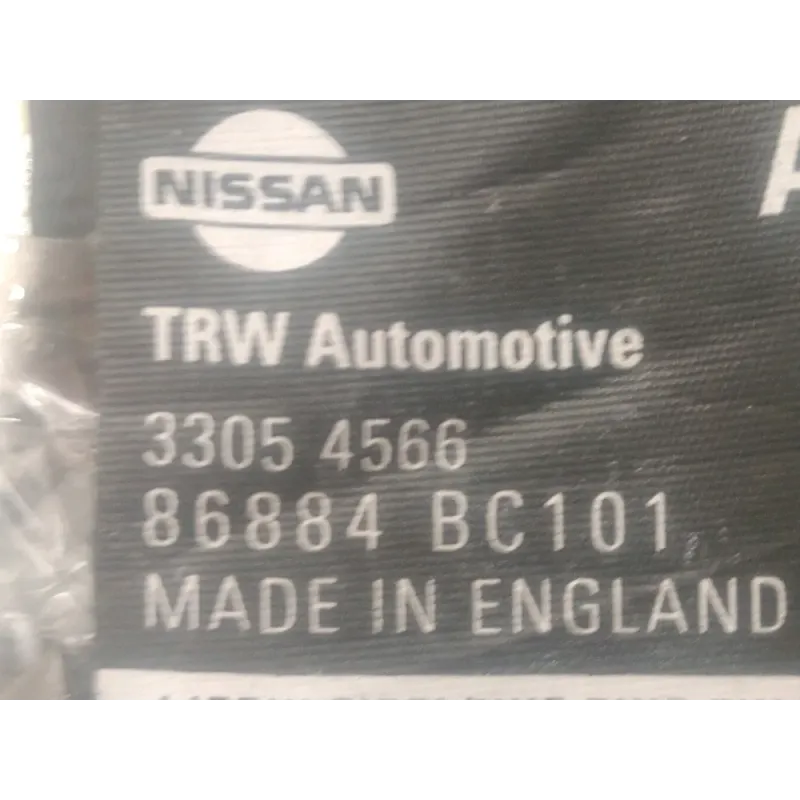 A
NISSAN
TRW Automotive
3305 4566
86884 BC101
MADE IN ENGLAND